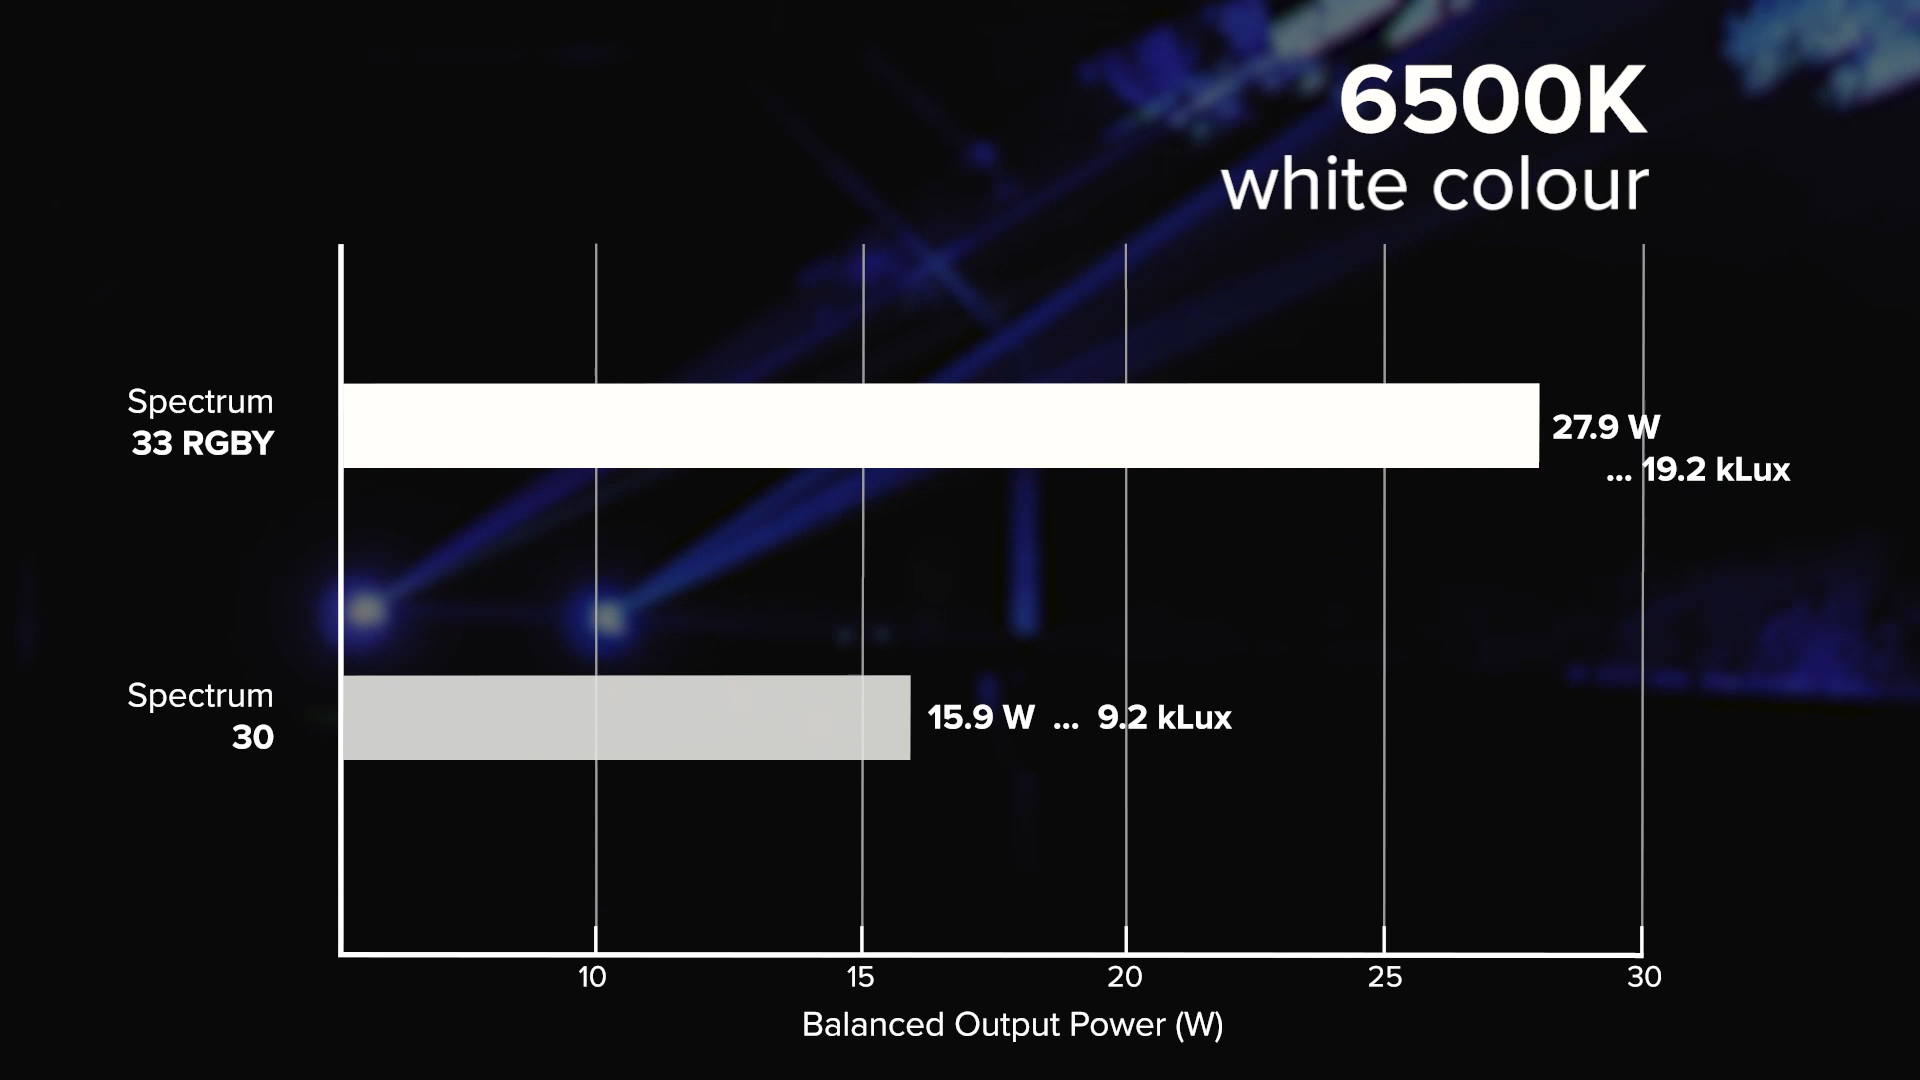 6500K
white colour
Spectrum
33 RGBY
27.9 W
... 19.2 kLux
Spectrum
30
15.9 W ... 9.2 kLux
10 15 20 25 30
Balanced Output Power (W)